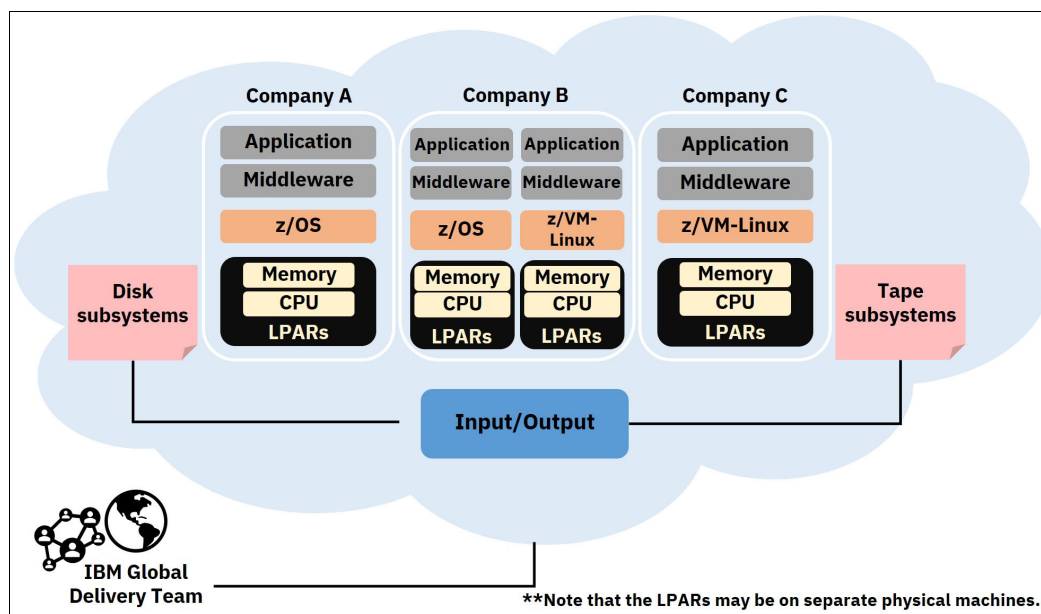 Company A
Company B
Company C
Application
Middleware
z/OS
Memory
CPU
LPARs
Application
Middleware
z/OS
Memory
CPU
LPARs
Application
Middleware
z/VM-
Linux
Memory
CPU
LPARs
Application
Middleware
z/VM-Linux
Memory
CPU
LPARs
Disk
subsystems
Tape
subsystems
Input/Output
IBM Global
Delivery Team
**Note that the LPARs may be on separate physical machines.